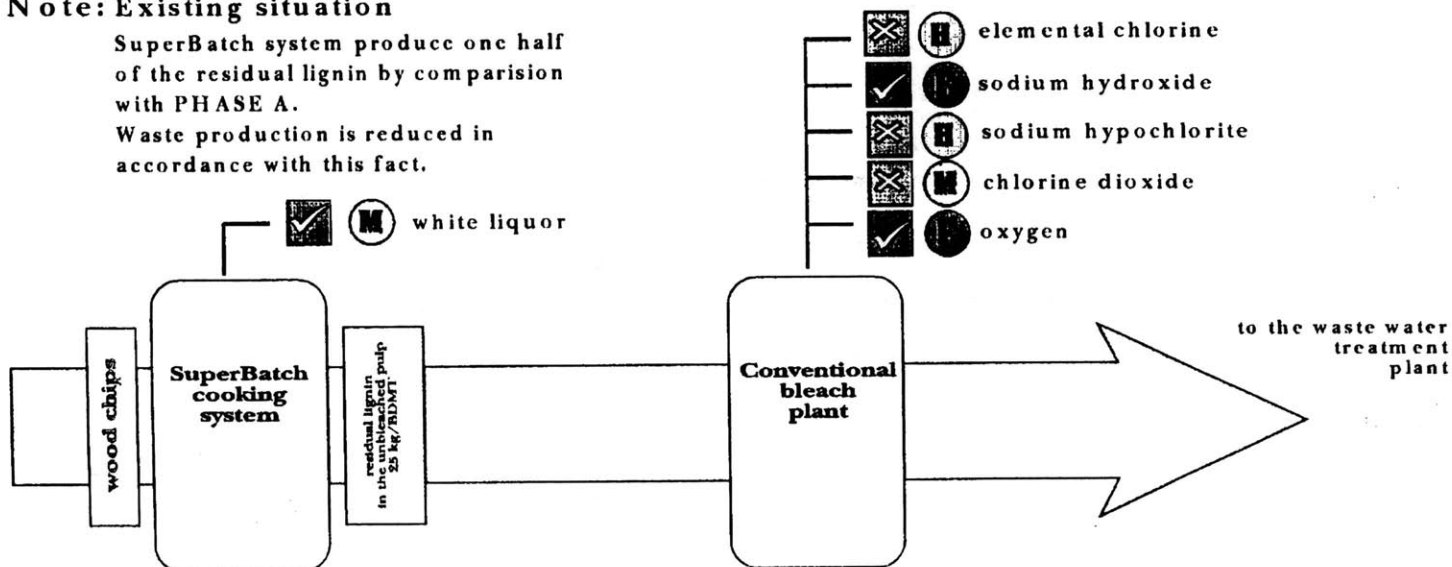 Note: Existing situation
SuperBatch system produce one half
of the residual lignin by comparision
with PHASE A.
Waste production is reduced in
accordance with this fact.
M white liquor
H elemental chlorine
sodium hydroxide
H sodium hypochlorite
M chlorine dioxide
oxygen
wood chips
SuperBatch
cooking
system
residual lignin
in the unbleached pulp
25 kg/BDMT
Conventional
bleach
plant
to the waste water
treatment
plant